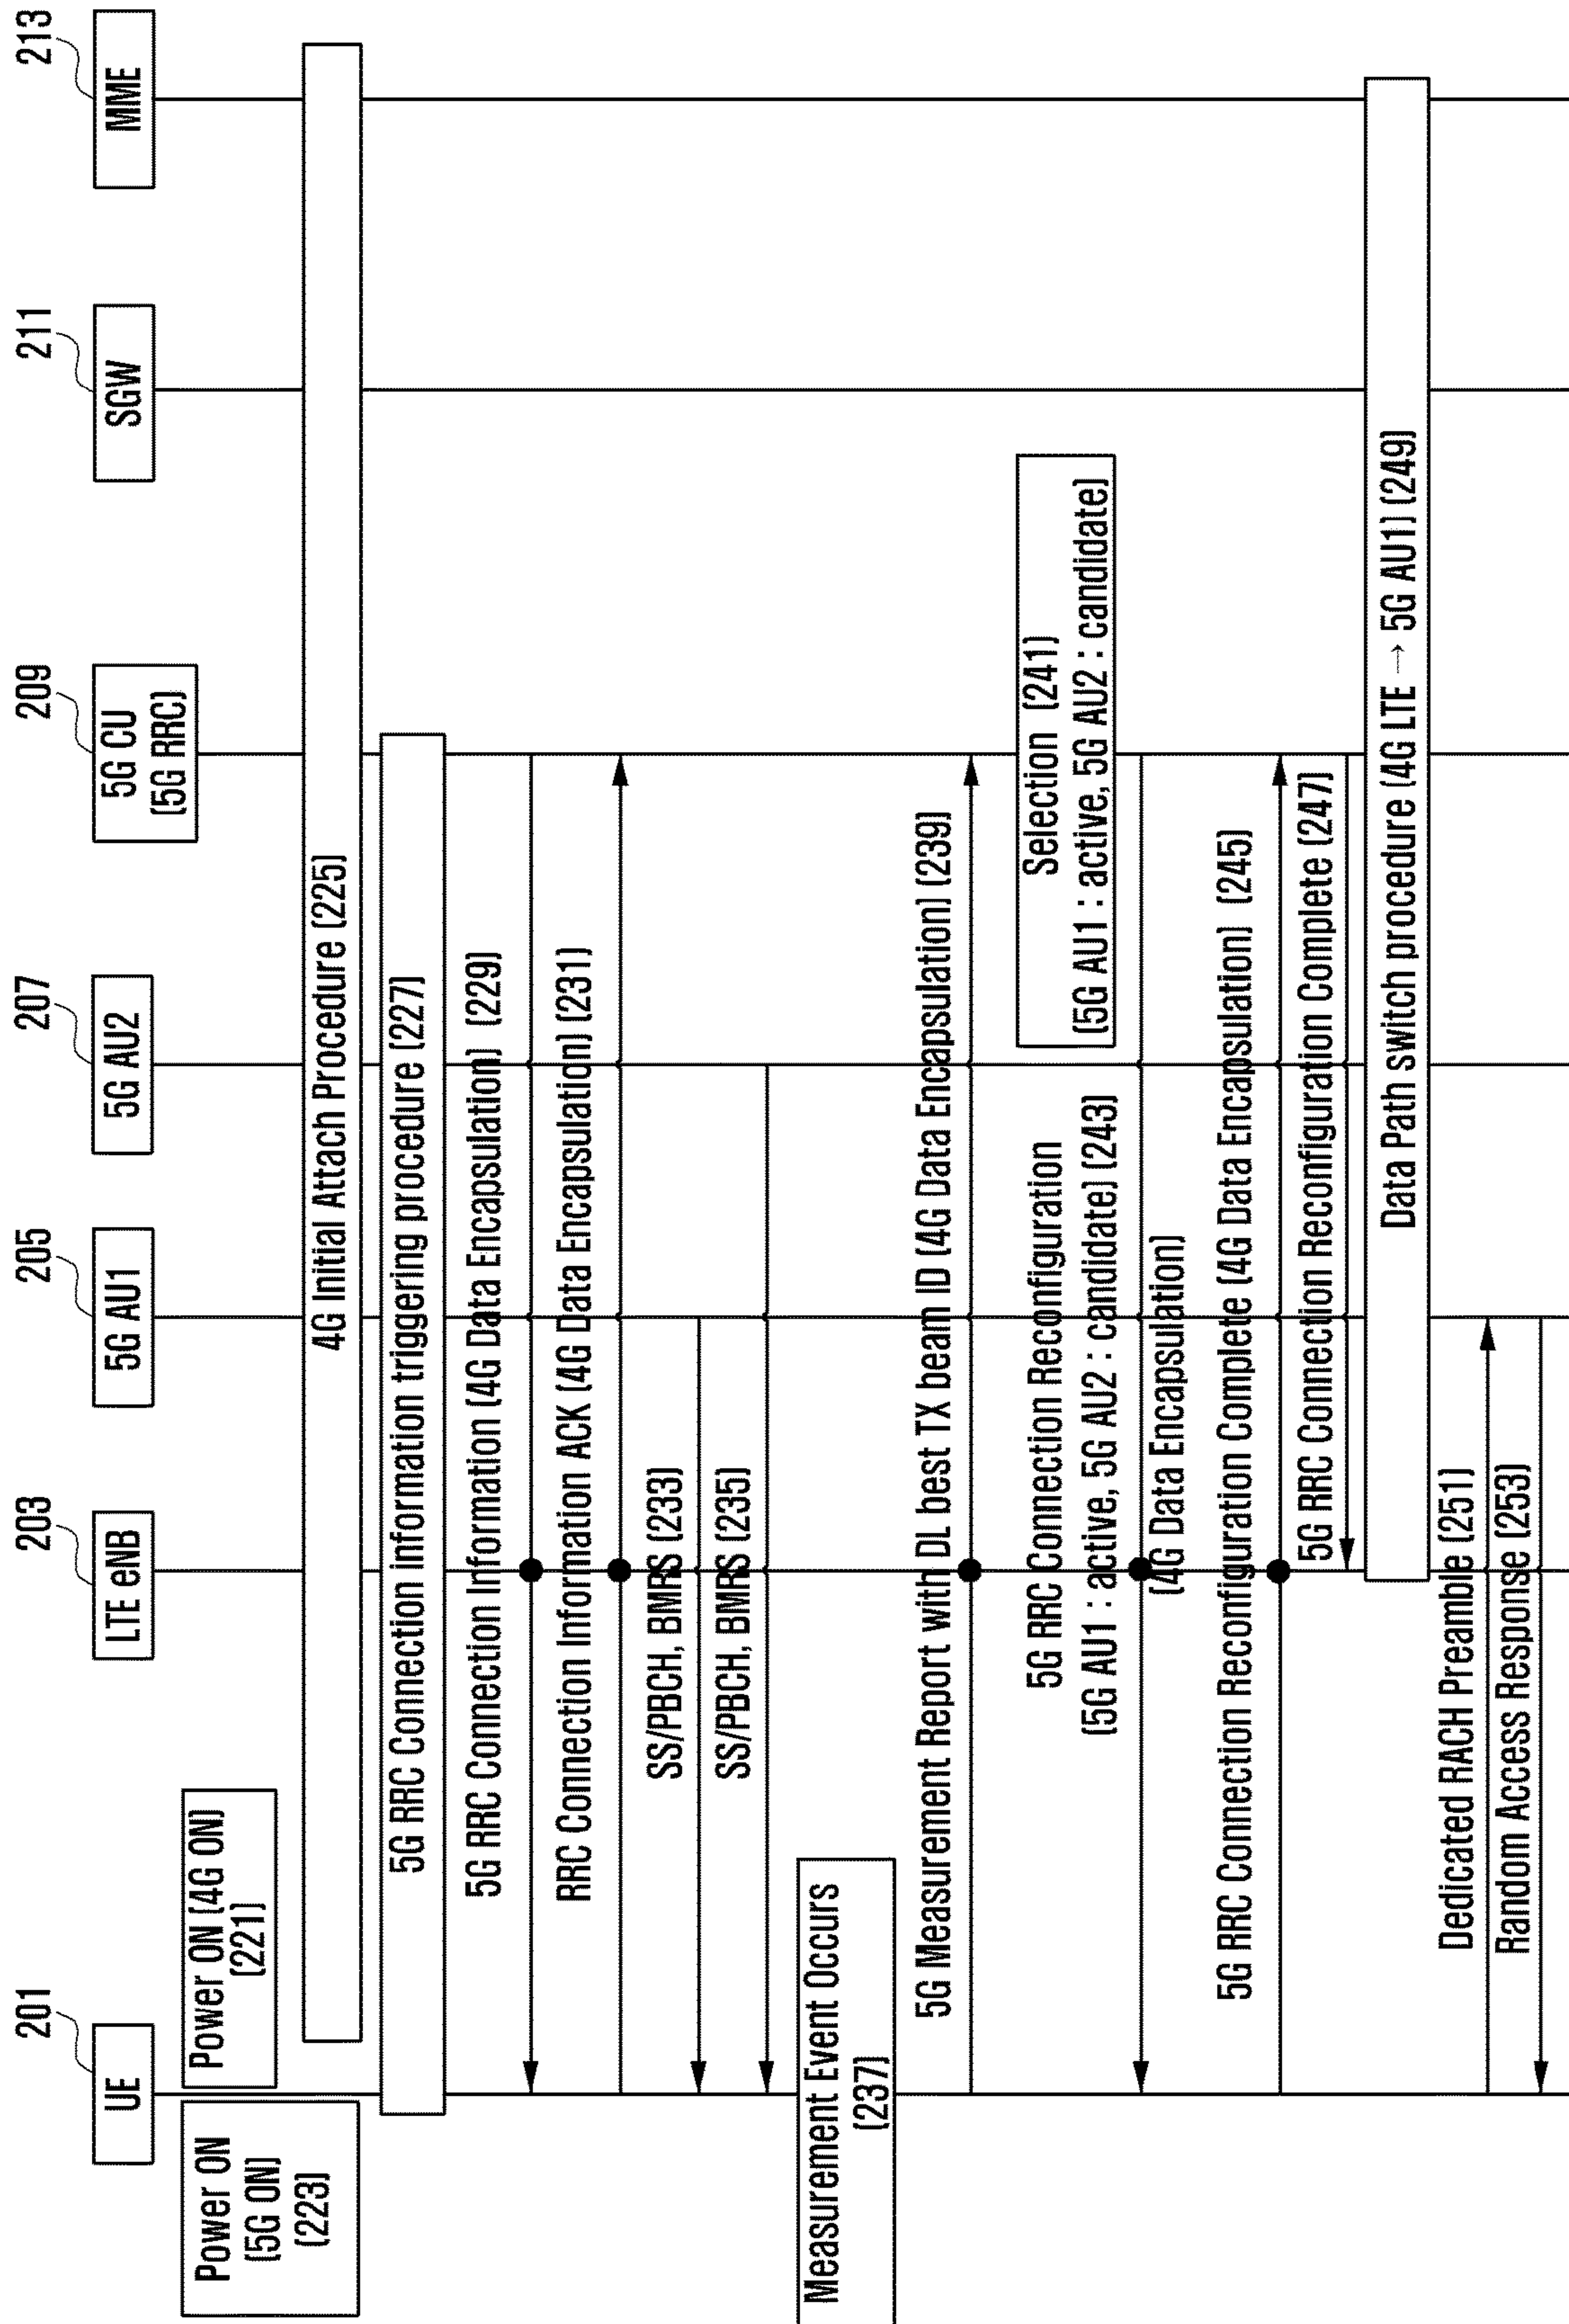 201
203
205
207
209
211
213
UE
LTE eNB
5G AU1
5G AU2
5G CU
(5G RRC)
SGW
MME
Power ON
(5G ON)
(223)
Power ON (4G ON)
(221)
4G Initial Attach Procedure (225)
5G RRC Connection information triggering procedure (227)
5G RRC Connection Information (4G Data Encapsulation) (229)
RRC Connection Information ACK (4G Data Encapsulation) (231)
SS/PBCH, BMRS (233)
SS/PBCH, BMRS (235)
Measurement Event Occurs
(237)
5G Measurement Report with DL best TX beam ID (4G Data Encapsulation) (239)
Selection (241)
(5G AU1 : active, 5G AU2 : candidate)
5G RRC Connection Reconfiguration
(5G AU1 : active, 5G AU2 : candidate) (243)
(4G Data Encapsulation)
5G RRC Connection Reconfiguration Complete (4G Data Encapsulation) (245)
5G RRC Connection Reconfiguration Complete (247)
Data Path switch procedure (4G LTE → 5G AU1) (249)
Dedicated RACH Preamble (251)
Random Access Response (253)